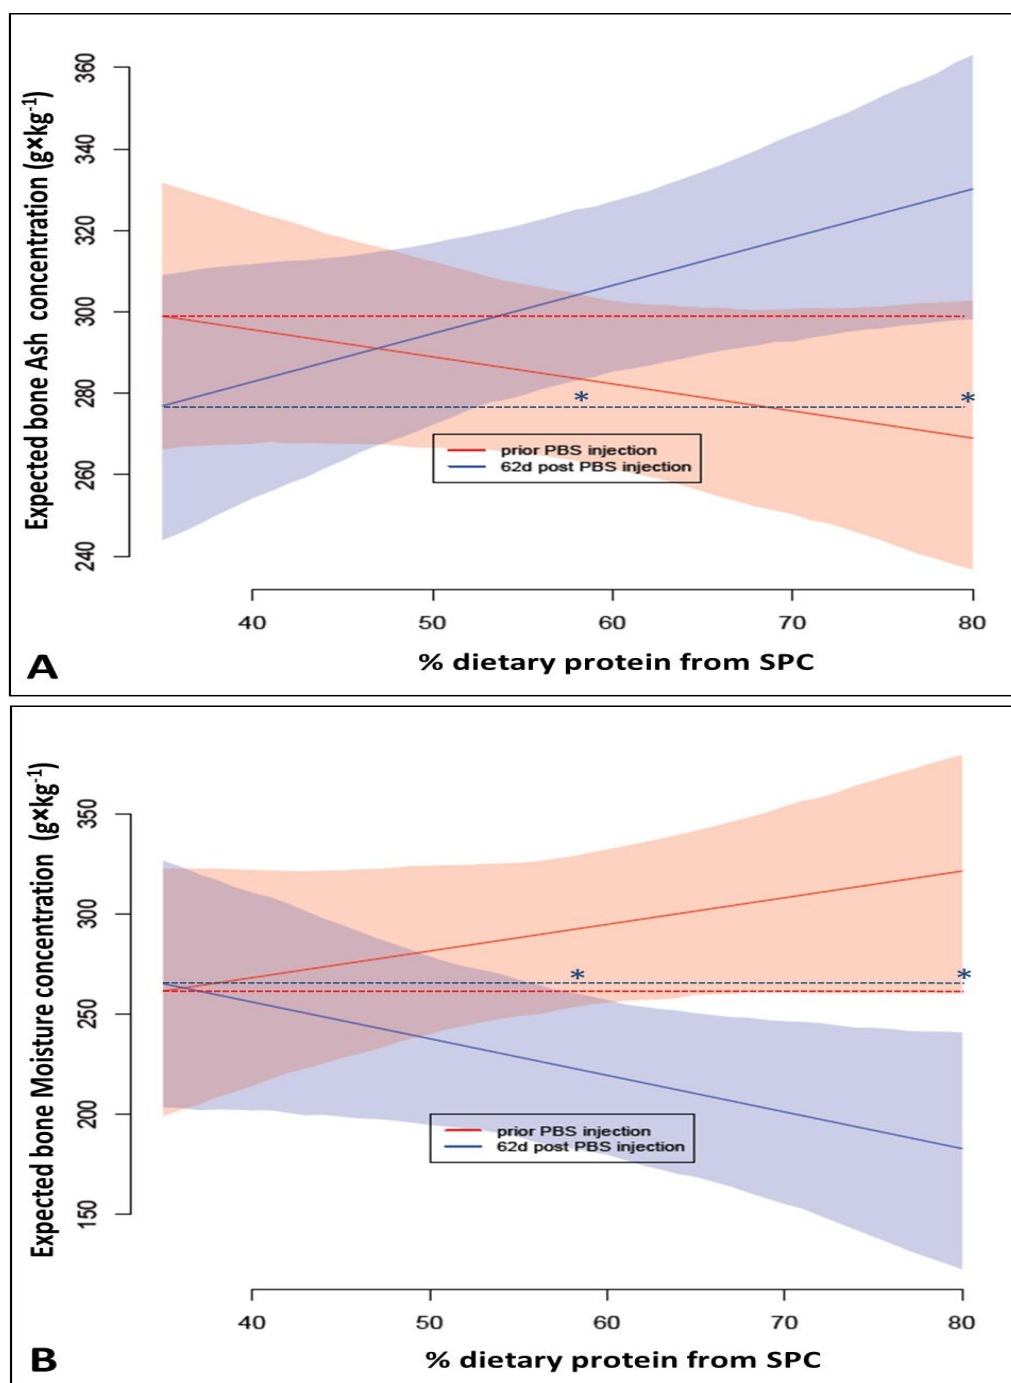 Expected bone Ash concentration (g×kg-1)
360
340
320
300
280
260
240
*
*
prior PBS injection
62d post PBS injection
40
50
60
70
80
% dietary protein from SPC
A
Expected bone Moisture concentration (g×kg-1)
350
300
250
200
150
*
*
prior PBS injection
62d post PBS injection
40
50
60
70
80
% dietary protein from SPC
B